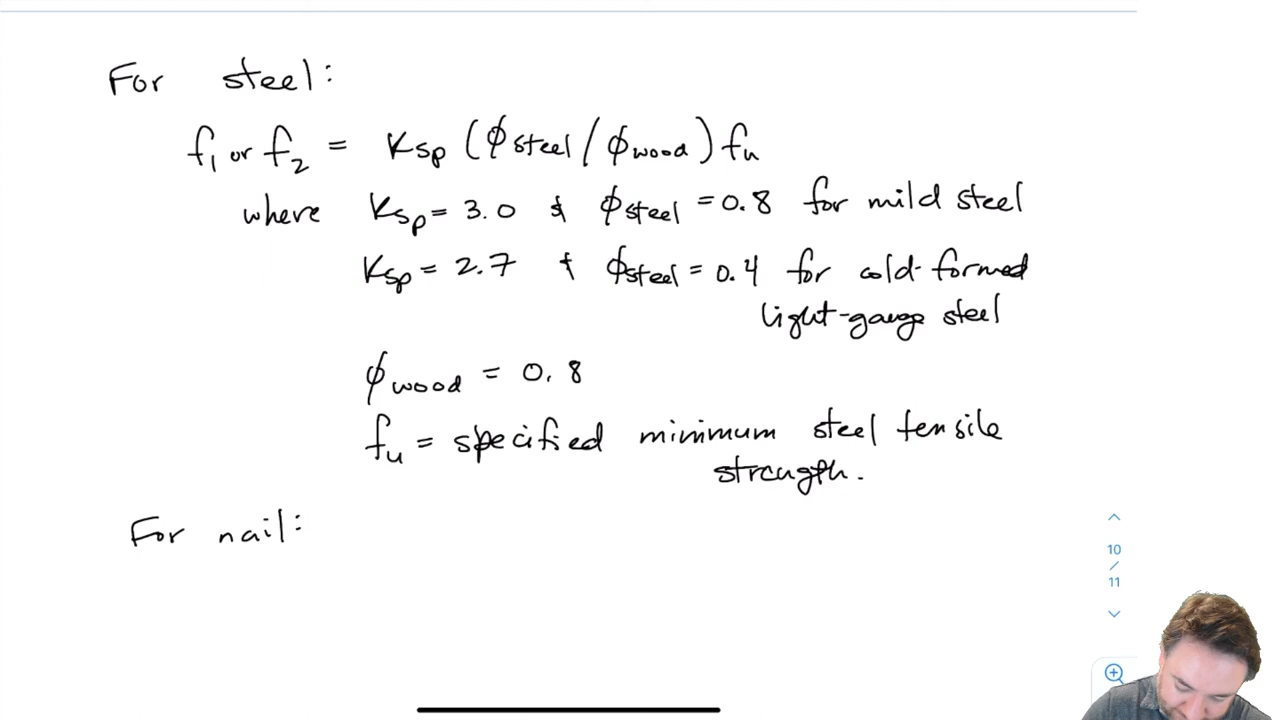 For steel:
f₁ or f₂ = Ksp (ϕsteel / ϕwood) fu
where Ksp = 3.0 & ϕsteel = 0.8 for mild steel
Ksp = 2.7 & ϕsteel = 0.4 for cold-formed
light-gauge steel
ϕwood = 0.8
fu = specified minimum steel tensile
strength.
For nail:
10
/
11